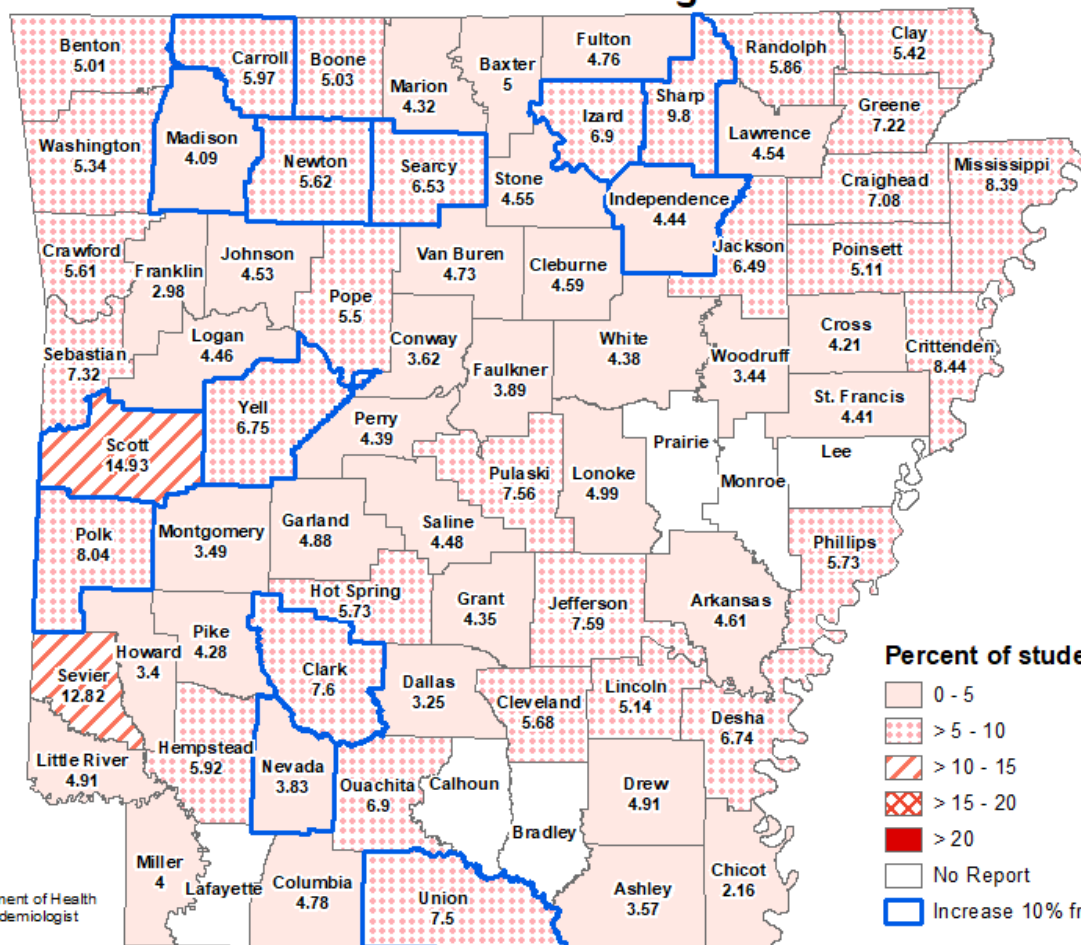 Benton
5.01
Carroll
5.97
Boone
5.03
Marion
4.32
Baxter
5
Fulton
4.76
Randolph
5.86
Clay
5.42
Washington
5.34
Madison
4.09
Newton
5.62
Searcy
6.53
Stone
4.55
Izard
6.9
Sharp
9.8
Lawrence
4.54
Greene
7.22
Independence
4.44
Craighead
7.08
Mississippi
8.39
Crawford
5.61
Franklin
2.98
Johnson
4.53
Pope
5.5
Van Buren
4.73
Cleburne
4.59
Jackson
6.49
Poinsett
5.11
Sebastian
7.32
Logan
4.46
Conway
3.62
Faulkner
3.89
White
4.38
Woodruff
3.44
Cross
4.21
Crittenden
8.44
St. Francis
4.41
Scott
14.93
Yell
6.75
Perry
4.39
Pulaski
7.56
Lonoke
4.99
Prairie
Monroe
Lee
Polk
8.04
Montgomery
3.49
Garland
4.88
Saline
4.48
Phillips
5.73
Hot Spring
5.73
Grant
4.35
Jefferson
7.59
Arkansas
4.61
Sevier
12.82
Howard
3.4
Pike
4.28
Clark
7.6
Dallas
3.25
Cleveland
5.68
Lincoln
5.14
Desha
6.74
Little River
4.91
Hempstead
5.92
Nevada
3.83
Ouachita
6.9
Calhoun
Bradley
Drew
4.91
Miller
4
Lafayette
Columbia
4.78
Union
7.5
Ashley
3.57
Chicot
2.16
Percent of stude
0 - 5
> 5 - 10
> 10 - 15
> 15 - 20
> 20
No Report
Increase 10% fr
ment of Health
demiologist